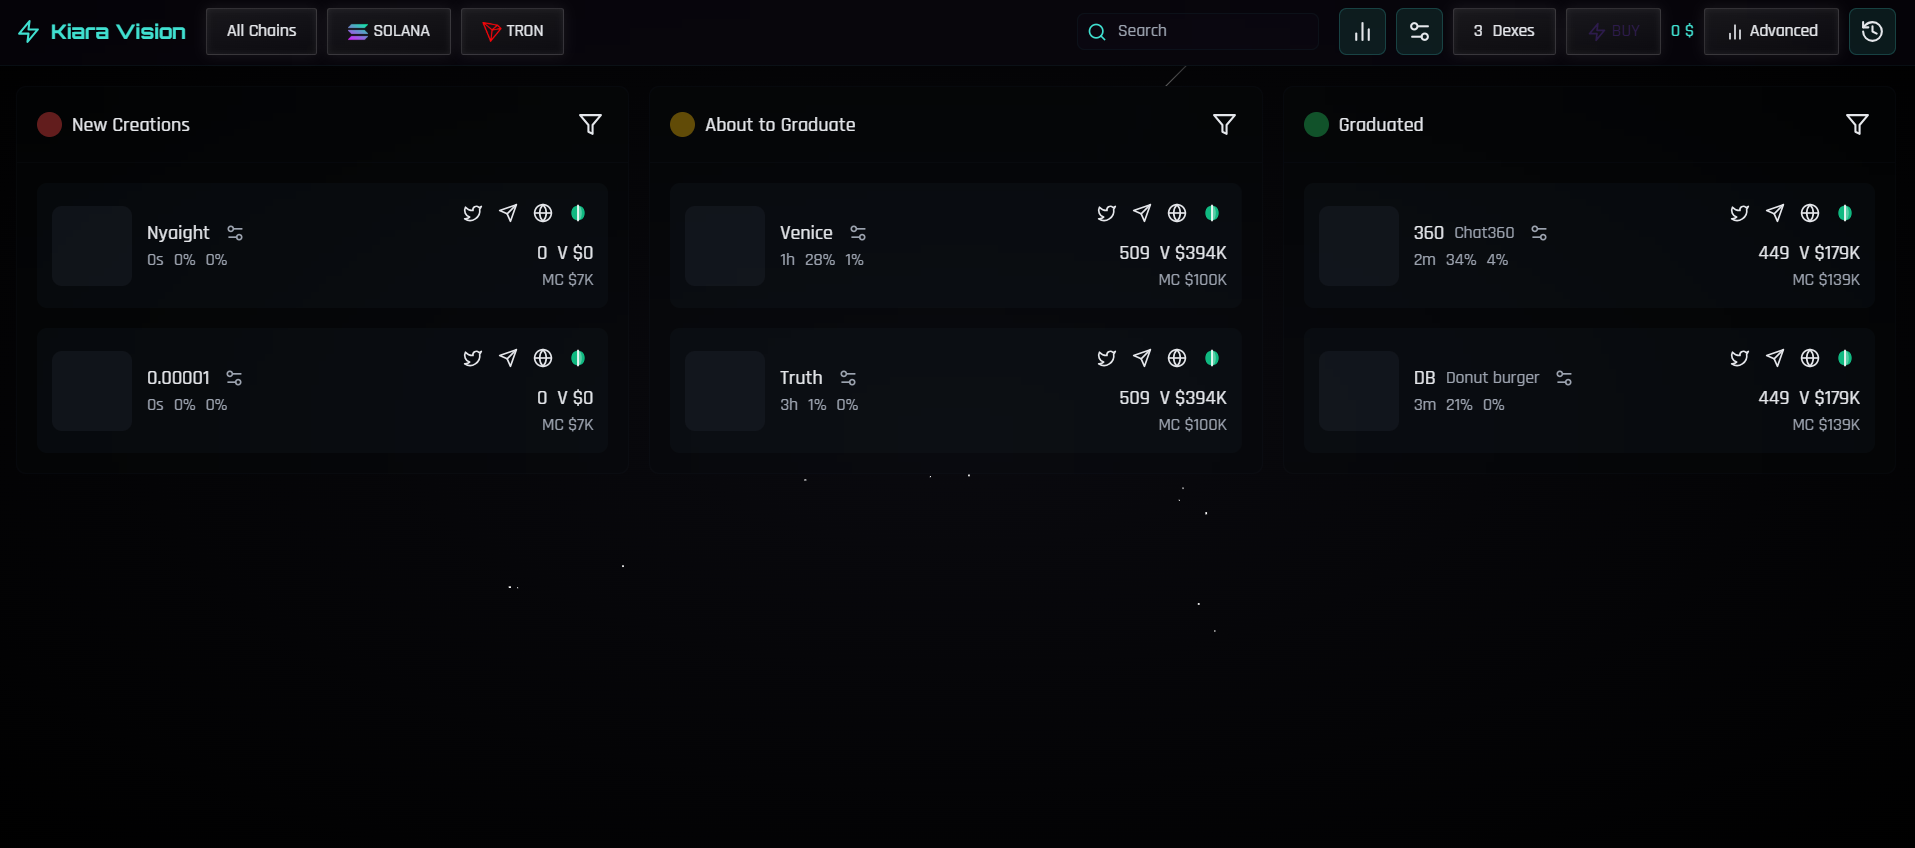 Kiara Vision All Chains SOLANA TRON Search 3 Dexes BUY 0 $ Advanced
New Creations
Nyaight
0s 0% 0%
0 V $0
MC $7K
0.00001
0s 0% 0%
0 V $0
MC $7K
About to Graduate
Venice
1h 28% 1%
509 V $394K
MC $100K
Truth
3h 1% 0%
509 V $394K
MC $100K
Graduated
360 Chat360
2m 34% 4%
449 V $179K
MC $139K
DB Donut burger
3m 21% 0%
449 V $179K
MC $139K